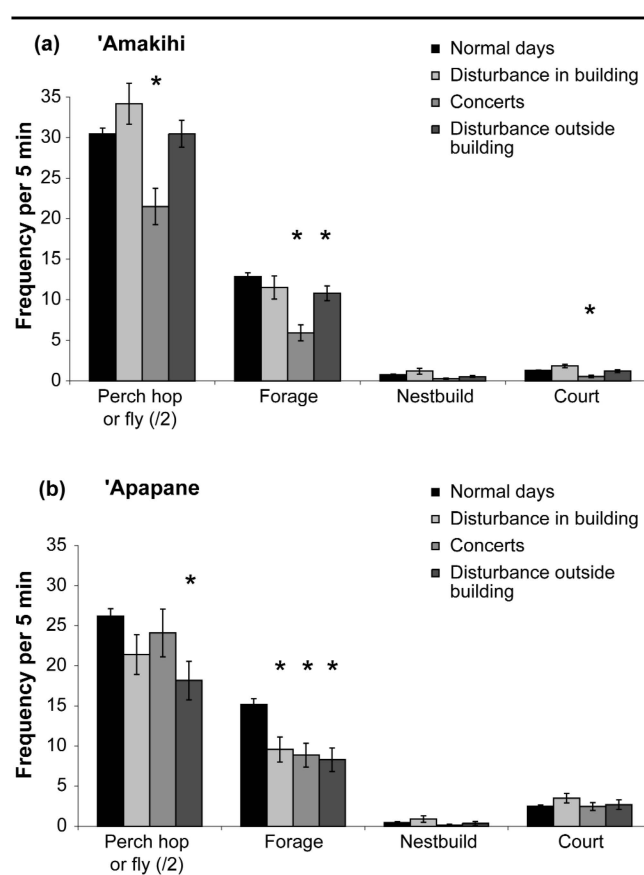 (a) 'Amakihi
Normal days
Disturbance in building
Concerts
Disturbance outside
building
*
* *
*
Frequency per 5 min
35
30
25
20
15
10
5
0
Perch hop
or fly (/2)
Forage
Nestbuild
Court
(b) 'Apapane
Normal days
Disturbance in building
Concerts
Disturbance outside
building
*
* * *
Frequency per 5 min
35
30
25
20
15
10
5
0
Perch hop
or fly (/2)
Forage
Nestbuild
Court